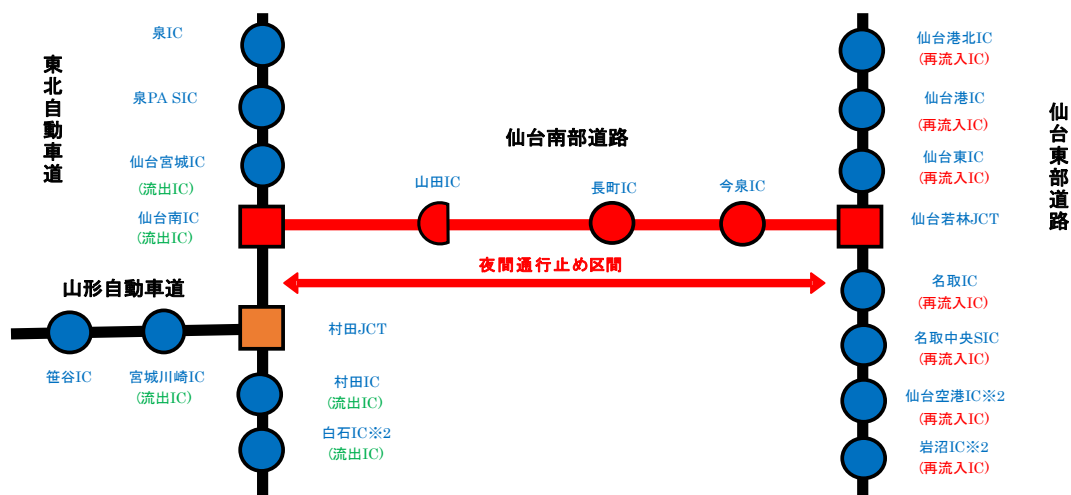 東北自動車道
泉IC
泉PA SIC
仙台宮城IC
(流出IC)
仙台南IC
(流出IC)
山形自動車道
笹谷IC
宮城川崎IC
(流出IC)
村田JCT
村田IC
(流出IC)
白石IC※2
(流出IC)
仙台南部道路
山田IC
長町IC
今泉IC
夜間通行止め区間
仙台港北IC
(再流入IC)
仙台港IC
(再流入IC)
仙台東IC
(再流入IC)
仙台若林JCT
名取IC
(再流入IC)
名取中央SIC
(再流入IC)
仙台空港IC※2
(再流入IC)
岩沼IC※2
(再流入IC)
仙台東部道路